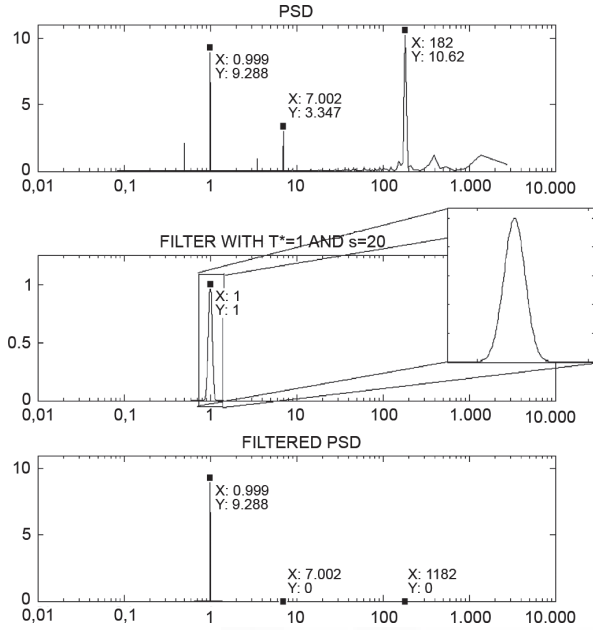 PSD
10
5
0
X: 0.999
Y: 9.288
X: 7.002
Y: 3.347
X: 182
Y: 10.62
0,01 0,1 1 10 100 1.000 10.000
FILTER WITH T*=1 AND s=20
1
0.5
0
X: 1
Y: 1
0,01 0,1 1 10 100 1.000 10.000
FILTERED PSD
10
5
0
X: 0.999
Y: 9.288
X: 7.002
Y: 0
X: 1182
Y: 0
0,01 0,1 1 10 100 1.000 10.000